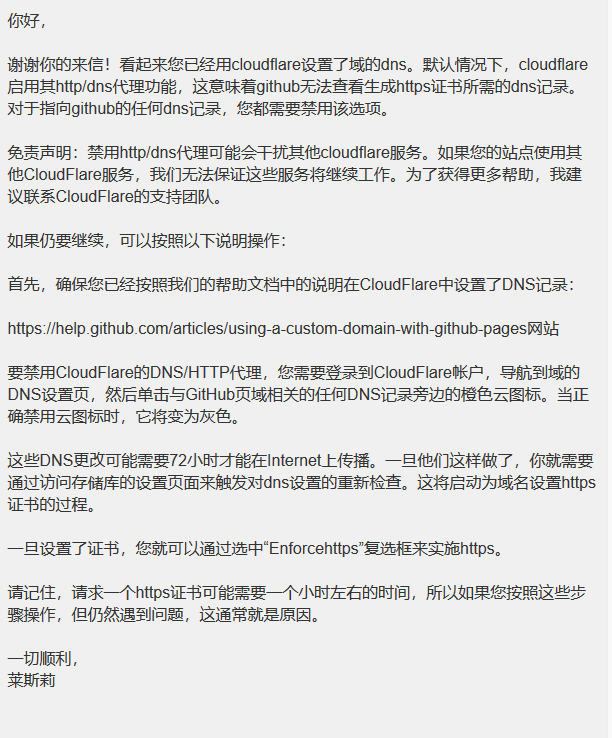 你好，
谢谢你的来信！看起来您已经用cloudflare设置了域的dns。默认情况下，cloudflare
启用其http/dns代理功能，这意味着github无法查看生成https证书所需的dns记录。
对于指向github的任何dns记录，您都需要禁用该选项。
免责声明：禁用http/dns代理可能会干扰其他cloudflare服务。如果您的站点使用其
他CloudFlare服务，我们无法保证这些服务将继续工作。为了获得更多帮助，我建
议联系CloudFlare的支持团队。
如果仍要继续，可以按照以下说明操作：
首先，确保您已经按照我们的帮助文档中的说明在CloudFlare中设置了DNS记录：
https://help.github.com/articles/using-a-custom-domain-with-github-pages网站
要禁用CloudFlare的DNS/HTTP代理，您需要登录到CloudFlare帐户，导航到域的
DNS设置页，然后单击与GitHub页域相关的任何DNS记录旁边的橙色云图标。当正
确禁用云图标时，它将变为灰色。
这些DNS更改可能需要72小时才能在Internet上传播。一旦他们这样做了，你就需要
通过访问存储库的设置页面来触发对dns设置的重新检查。这将启动为域名设置https
证书的过程。
一旦设置了证书，您就可以通过选中“Enforcehttps”复选框来实施https。
请记住，请求一个https证书可能需要一个小时左右的时间，所以如果您按照这些步
骤操作，但仍然遇到问题，这通常就是原因。
一切顺利，
莱斯莉